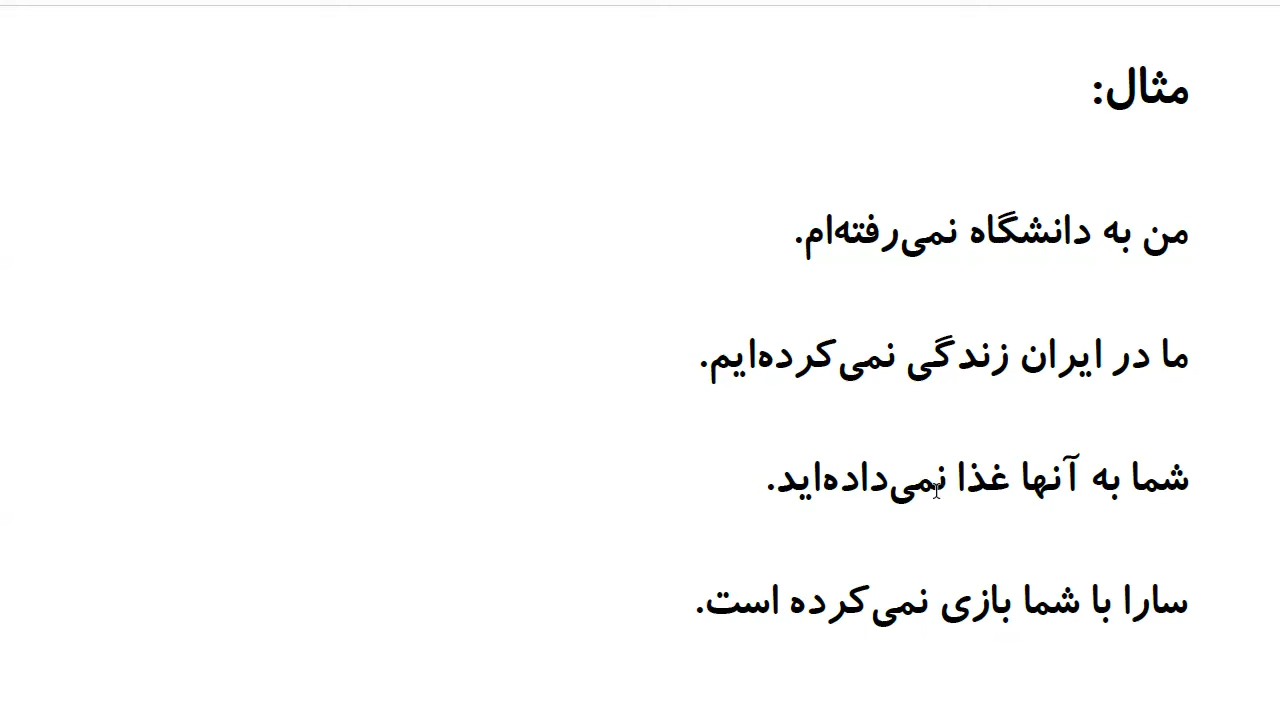 مثال:
من به دانشگاه نمی‌رفته‌ام.
ما در ایران زندگی نمی‌کرده‌ایم.
شما به آنها غذا نمی‌داده‌اید.
سارا با شما بازی نمی‌کرده است.